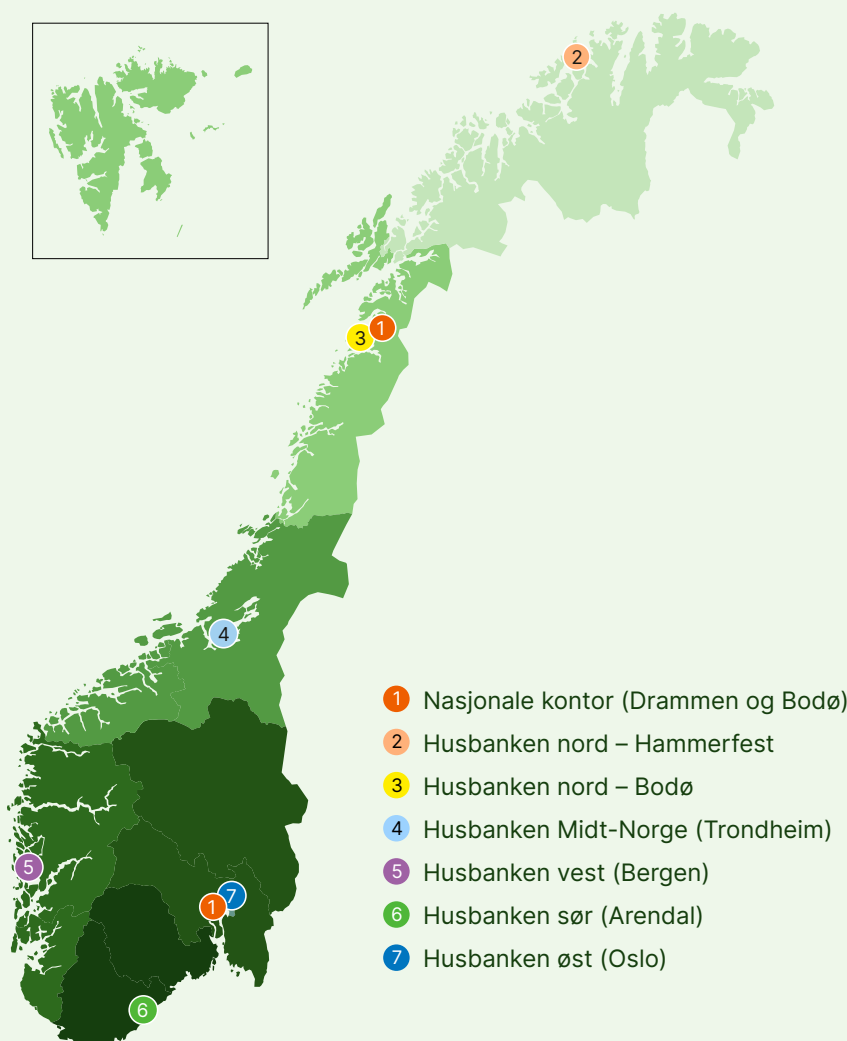 2
1
3
4
5
7
1
6
1 Nasjonale kontor (Drammen og Bodø)
2 Husbanken nord – Hammerfest
3 Husbanken nord – Bodø
4 Husbanken Midt-Norge (Trondheim)
5 Husbanken vest (Bergen)
6 Husbanken sør (Arendal)
7 Husbanken øst (Oslo)